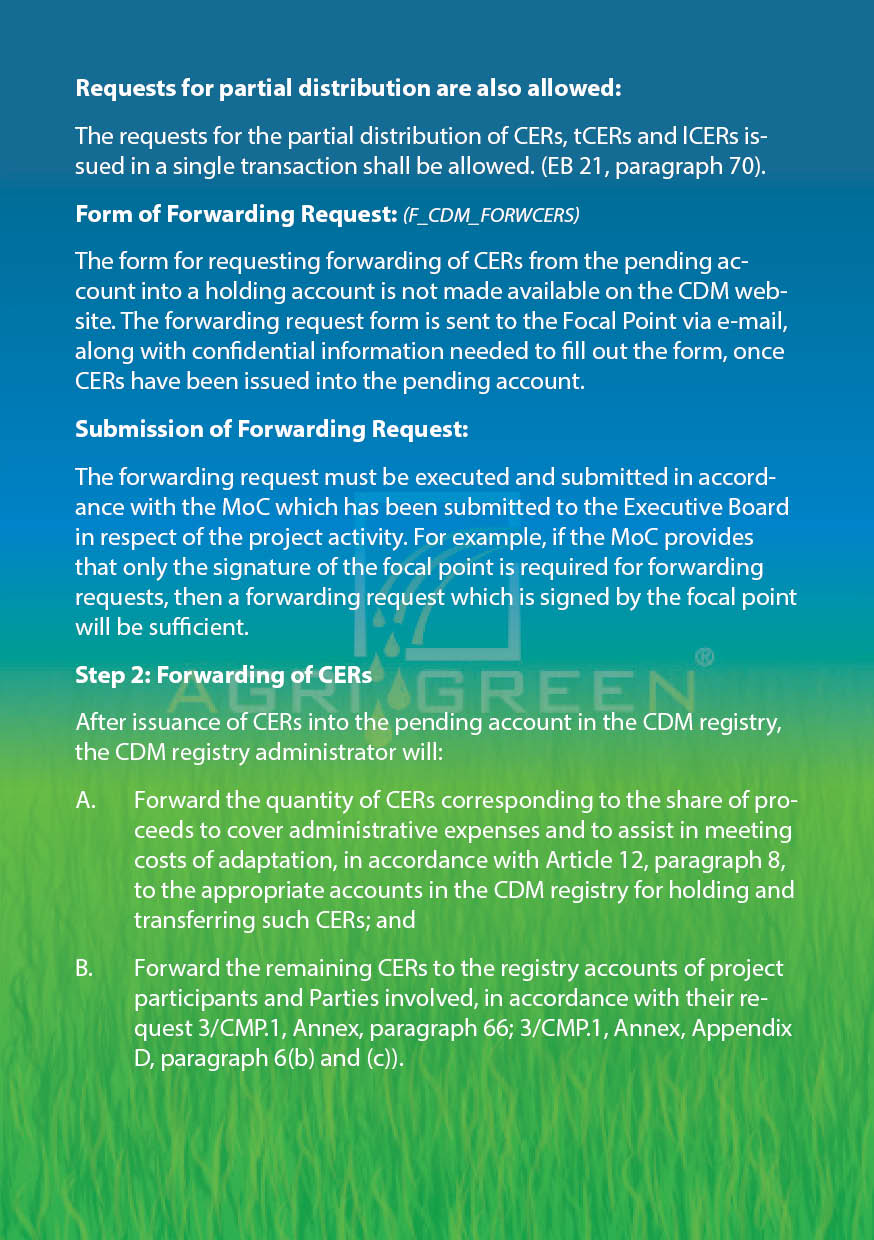 Requests for partial distribution are also allowed:
The requests for the partial distribution of CERs, tCERs and lCERs is-
sued in a single transaction shall be allowed. (EB 21, paragraph 70).
Form of Forwarding Request: (F_CDM_FORWCERS)
The form for requesting forwarding of CERs from the pending ac-
count into a holding account is not made available on the CDM web-
site. The forwarding request form is sent to the Focal Point via e-mail,
along with confidential information needed to fill out the form, once
CERs have been issued into the pending account.
Submission of Forwarding Request:
The forwarding request must be executed and submitted in accord-
ance with the MoC which has been submitted to the Executive Board
in respect of the project activity. For example, if the MoC provides
that only the signature of the focal point is required for forwarding
requests, then a forwarding request which is signed by the focal point
will be sufficient.
Step 2: Forwarding of CERs
AGRI GREEN ®
After issuance of CERs into the pending account in the CDM registry,
the CDM registry administrator will:
A. Forward the quantity of CERs corresponding to the share of pro-
ceeds to cover administrative expenses and to assist in meeting
costs of adaptation, in accordance with Article 12, paragraph 8,
to the appropriate accounts in the CDM registry for holding and
transferring such CERs; and
B. Forward the remaining CERs to the registry accounts of project
participants and Parties involved, in accordance with their re-
quest 3/CMP.1, Annex, paragraph 66; 3/CMP.1, Annex, Appendix
D, paragraph 6(b) and (c)).